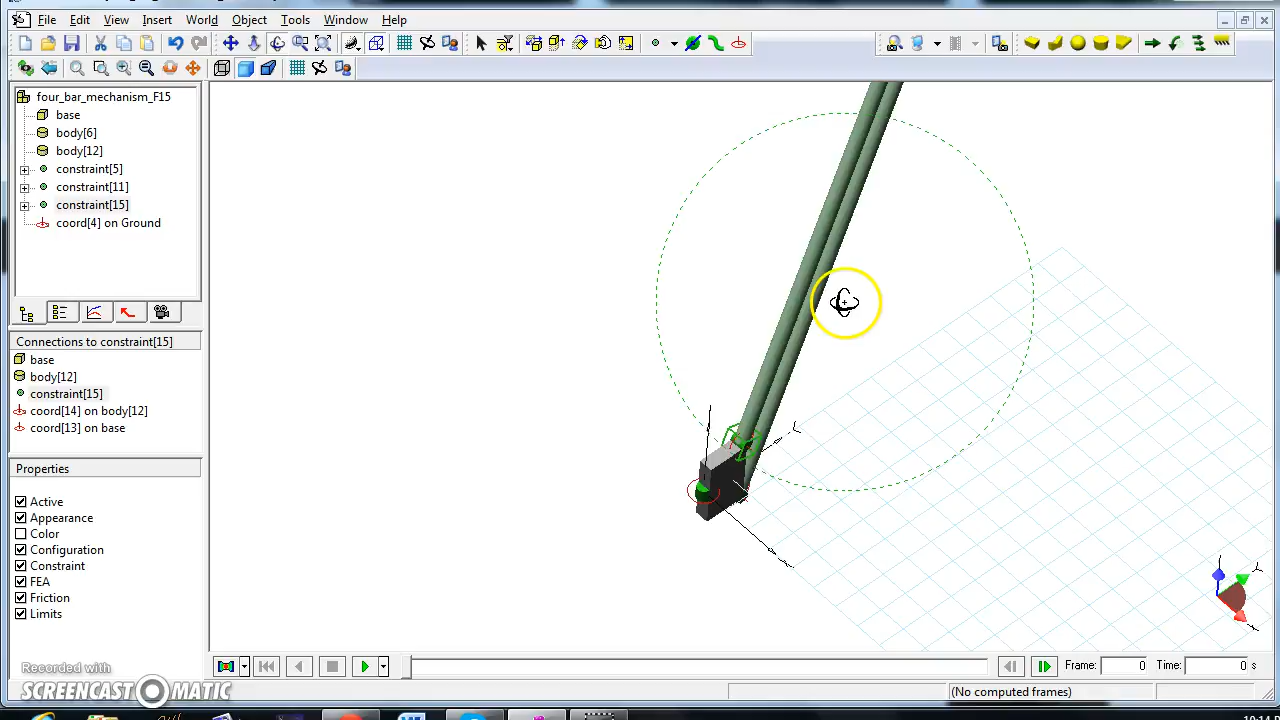 File Edit View Insert World Object Tools Window Help
four_bar_mechanism_F15
base
body[6]
body[12]
constraint[5]
constraint[11]
constraint[15]
coord[4] on Ground
Connections to constraint[15]
base
body[12]
constraint[15]
coord[14] on body[12]
coord[13] on base
Properties
Active
Appearance
Color
Configuration
Constraint
FEA
Friction
Limits
Recorded with
SCREENCAST MATIC
Frame: 0 Time: 0 s
(No computed frames)